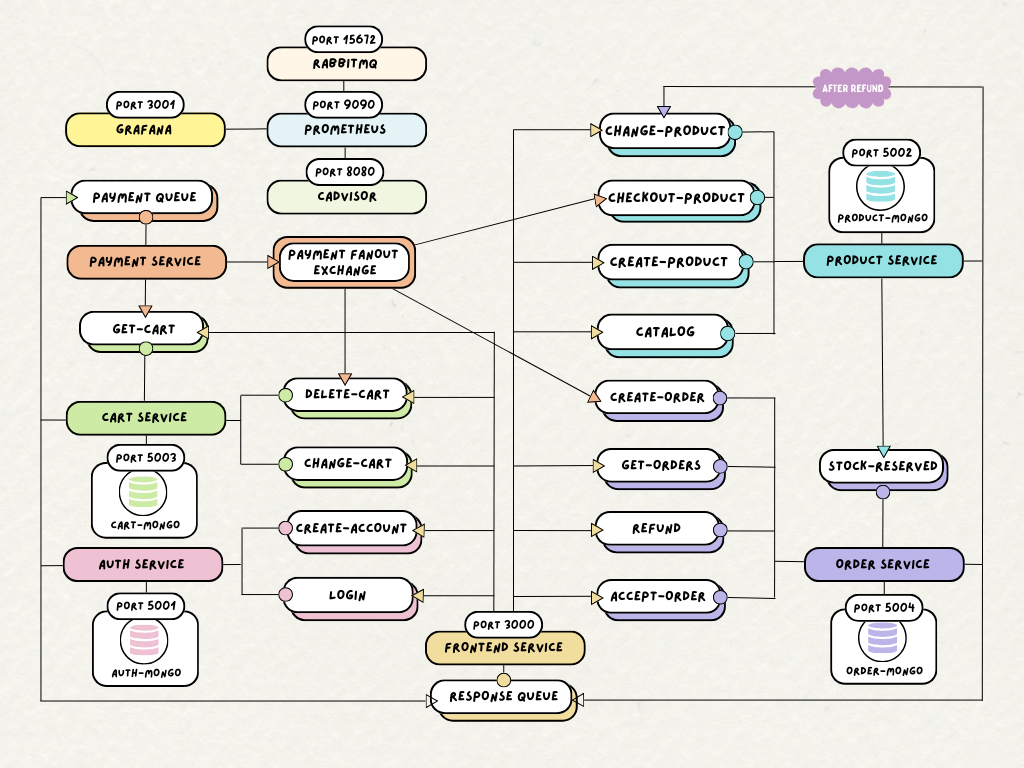 PORT 15672
RABBITMQ
PORT 3001
GRAFANA
PORT 9090
PROMETHEUS
PORT 8080
CADVISOR
PAYMENT QUEUE
PAYMENT SERVICE
PAYMENT FANOUT
EXCHANGE
GET-CART
DELETE-CART
CART SERVICE
CHANGE-CART
PORT 5003
CART-MONGO
CREATE-ACCOUNT
AUTH SERVICE
LOGIN
PORT 5001
AUTH-MONGO
PORT 3000
FRONTEND SERVICE
RESPONSE QUEUE
AFTER REFUND
CHANGE-PRODUCT
CHECKOUT-PRODUCT
CREATE-PRODUCT
CATALOG
PORT 5002
PRODUCT-MONGO
PRODUCT SERVICE
CREATE-ORDER
GET-ORDERS
REFUND
ACCEPT-ORDER
STOCK-RESERVED
ORDER SERVICE
PORT 5004
ORDER-MONGO